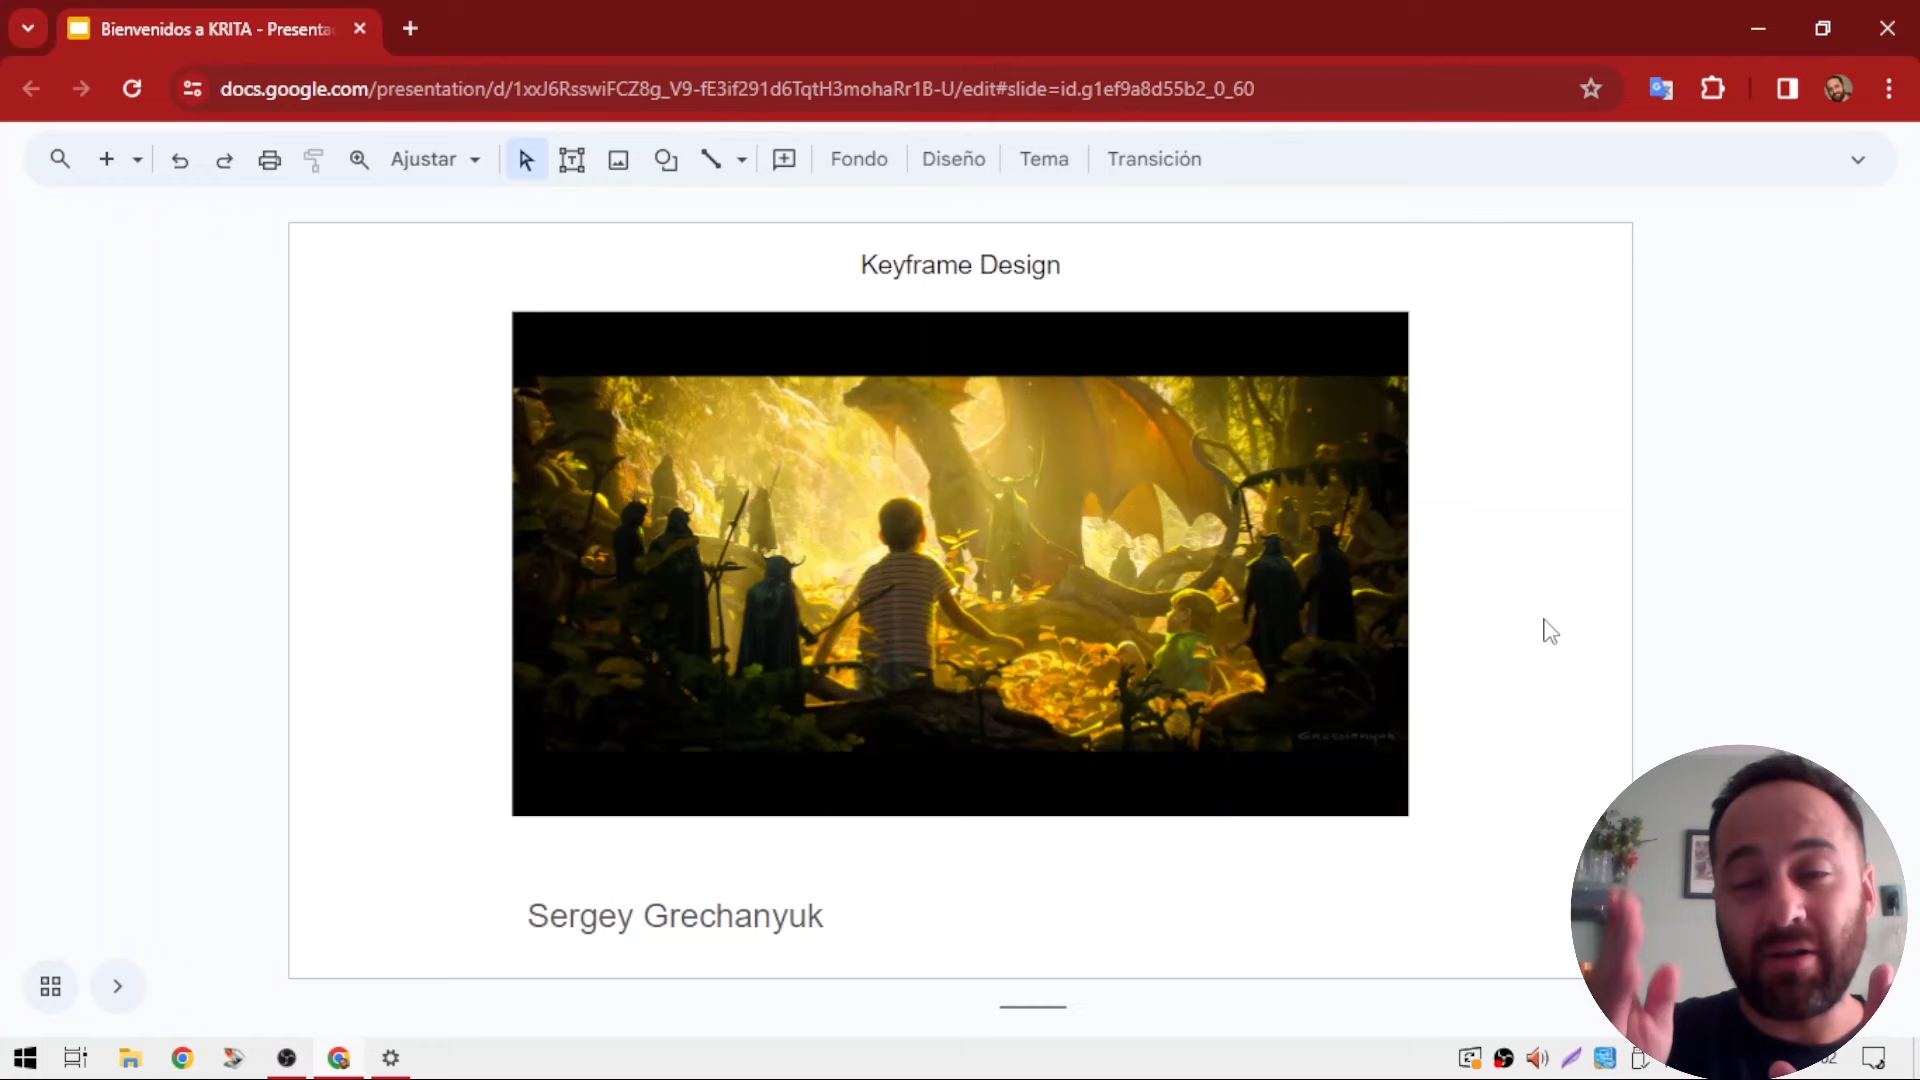 Bienvenidos a KRITA - Presenta
docs.google.com/presentation/d/1xxJ6RsswiFCZ8g_V9-fE3if291d6TqtH3mohaRr1B-U/edit#slide=id.g1ef9a8d55b2_0_60
Ajustar
Fondo
Diseño
Tema
Transición
Keyframe Design
Grechanyuk
Sergey Grechanyuk